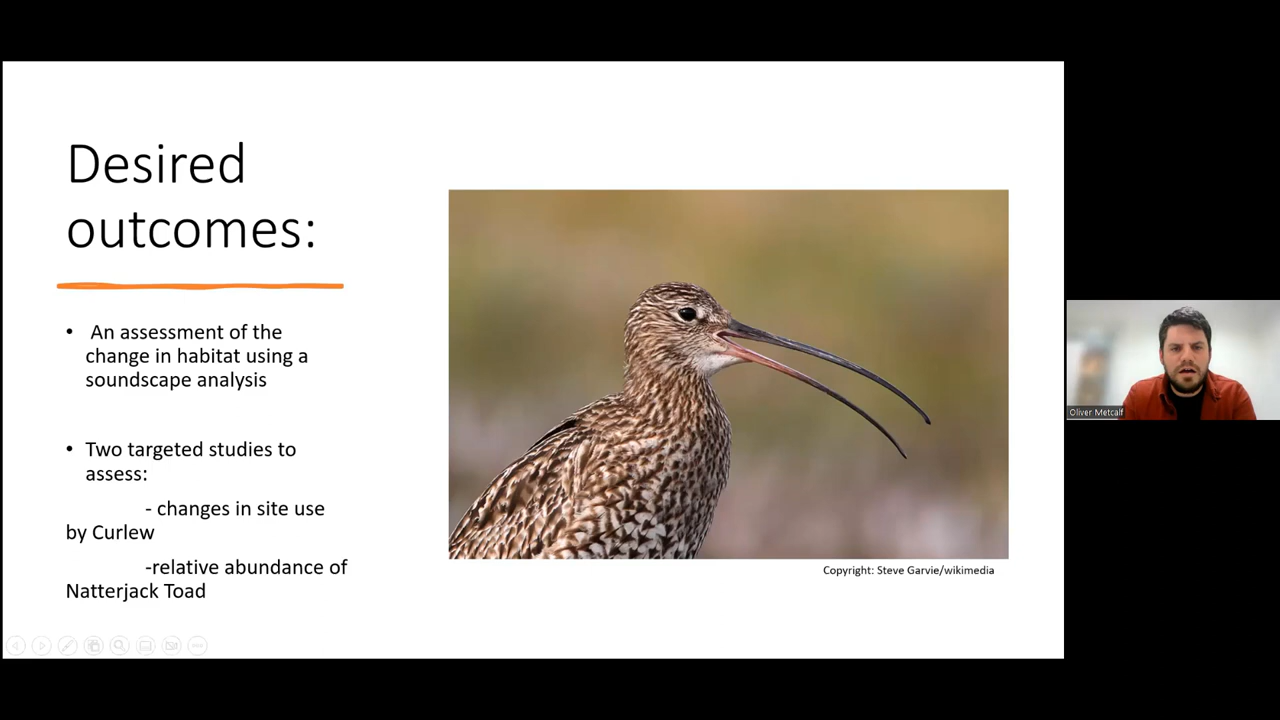 Desired
outcomes:
• An assessment of the
change in habitat using a
soundscape analysis
• Two targeted studies to
assess:
- changes in site use
by Curlew
-relative abundance of
Natterjack Toad
Copyright: Steve Garvie/wikimedia
Oliver Metcalf